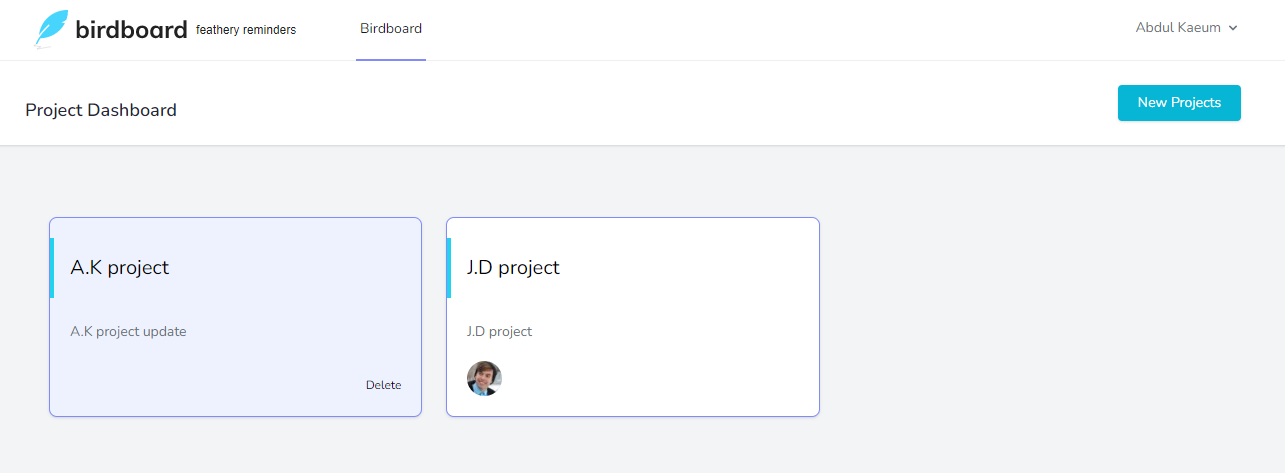 birdboard feathery reminders Birdboard Abdul Kaeum
Project Dashboard New Projects
A.K project
A.K project update
Delete
J.D project
J.D project